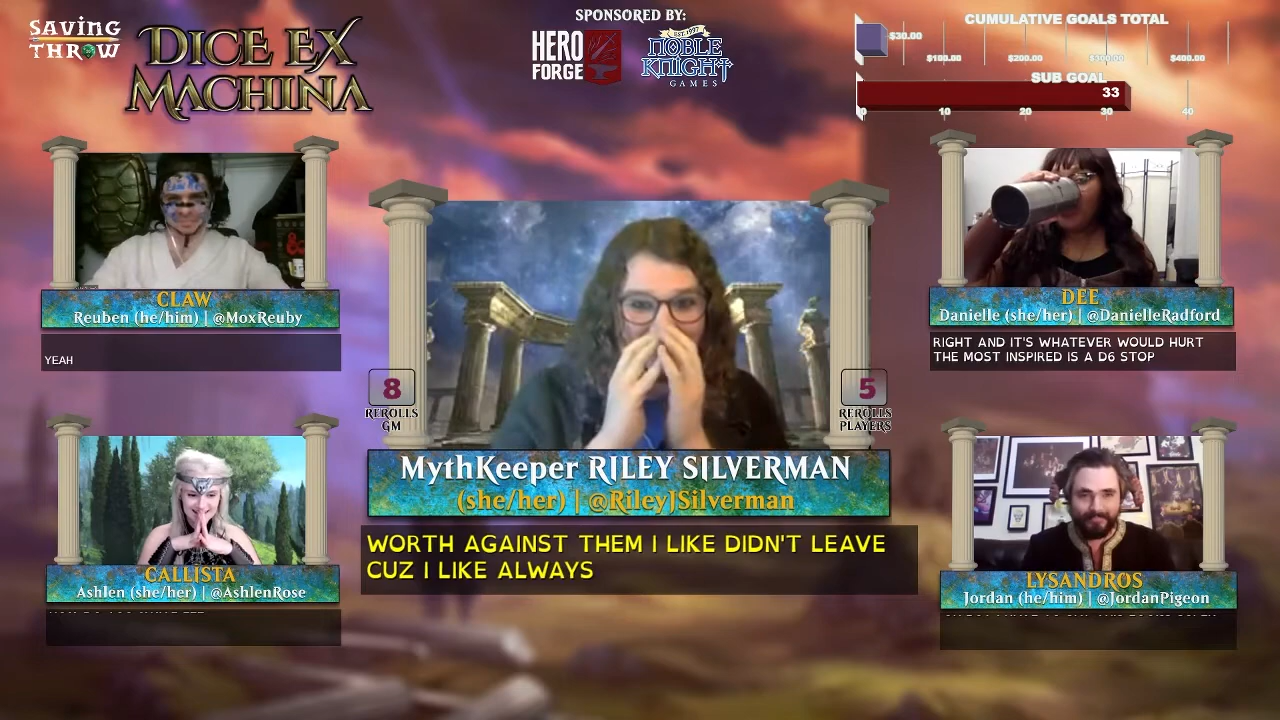 SAVING
THROW
DICE EX
MACHINA
SPONSORED BY:
HERO
FORGE
EST. 1997
NOBLE
KNIGHT
GAMES
CUMULATIVE GOALS TOTAL
$30.00
$100.00 $200.00 $300.00 $400.00
SUB GOAL
33
0 10 20 30 40
CLAW
Reuben (he/him) | @MoxReuby
YEAH
DEE
Danielle (she/her) | @DanielleRadford
RIGHT AND IT'S WHATEVER WOULD HURT
THE MOST INSPIRED IS A D6 STOP
8
REROLLS
GM
5
REROLLS
PLAYERS
MythKeeper RILEY SILVERMAN
(she/her) | @RileyJSilverman
WORTH AGAINST THEM I LIKE DIDN'T LEAVE
CUZ I LIKE ALWAYS
CALLISTA
Ashlen (she/her) | @AshlenRose
LYSANDROS
Jordan (he/him) | @JordanPigeon